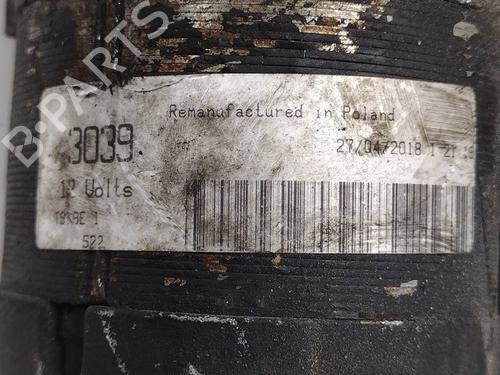 B-PARTS
Remanufactured in Poland
3039
27/04/2018
12 Volts
522